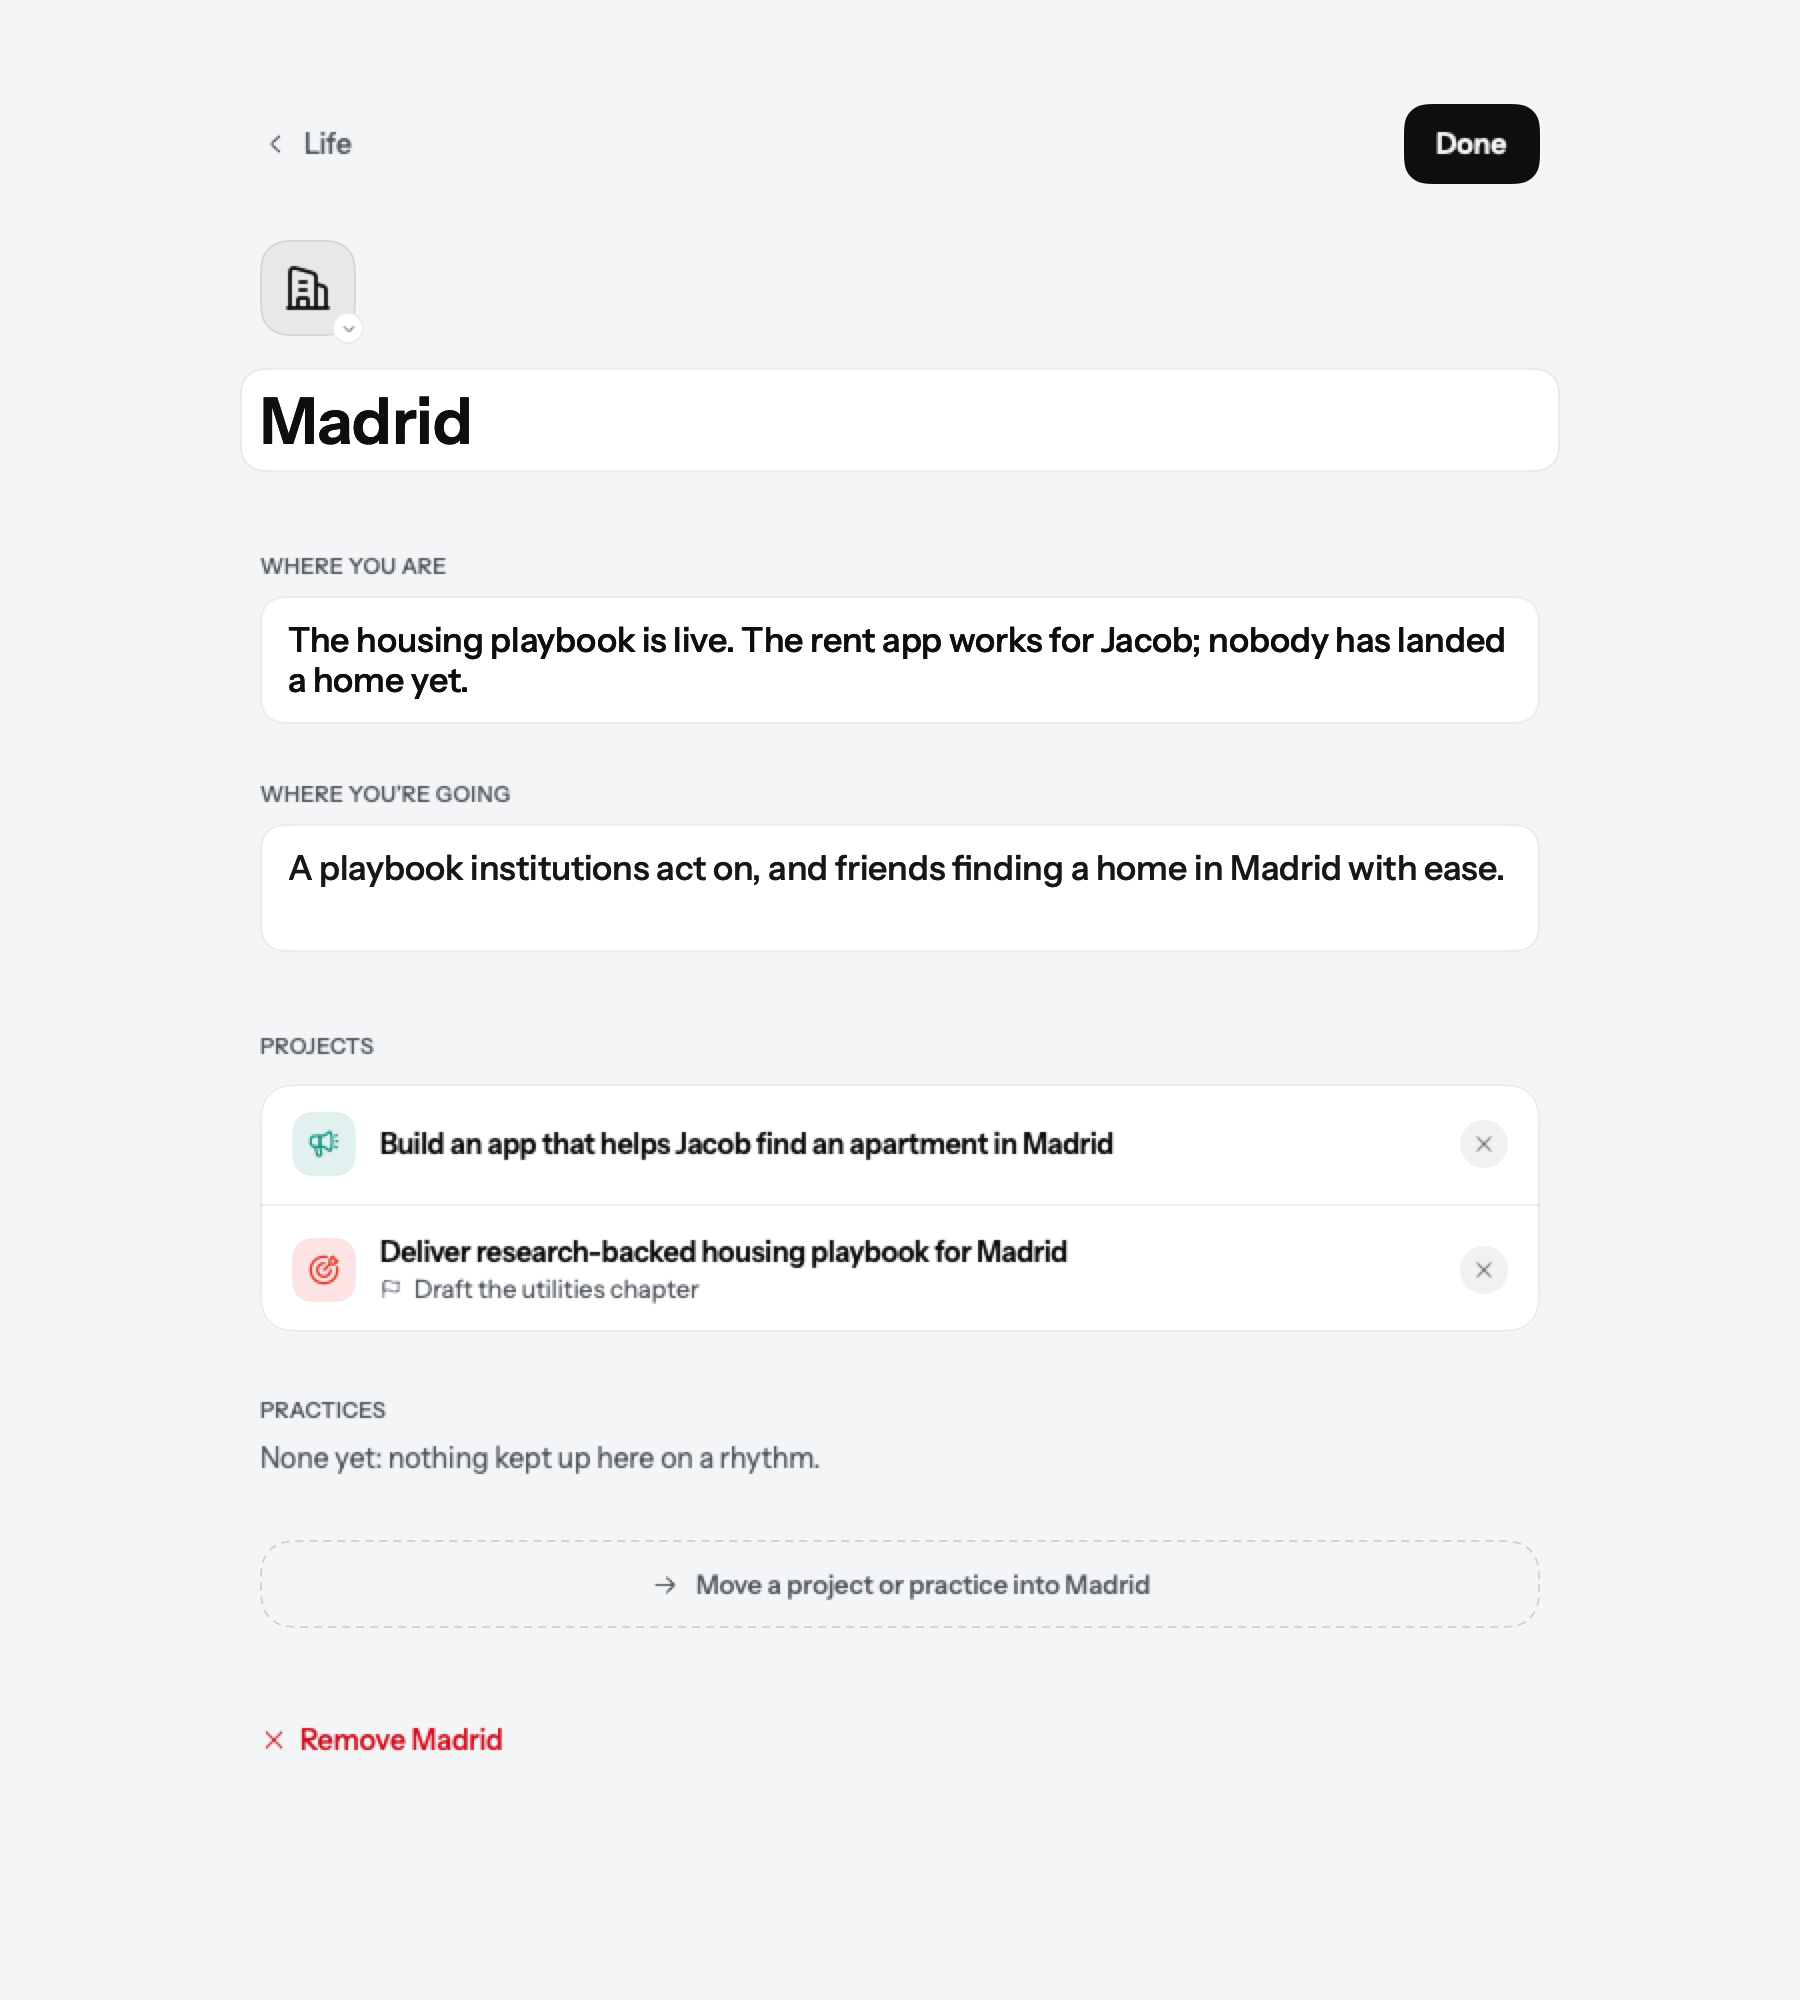 Life
Done
Madrid
WHERE YOU ARE
The housing playbook is live. The rent app works for Jacob; nobody has landed
a home yet.
WHERE YOU'RE GOING
A playbook institutions act on, and friends finding a home in Madrid with ease.
PROJECTS
Build an app that helps Jacob find an apartment in Madrid
Deliver research-backed housing playbook for Madrid
Draft the utilities chapter
PRACTICES
None yet: nothing kept up here on a rhythm.
Move a project or practice into Madrid
Remove Madrid